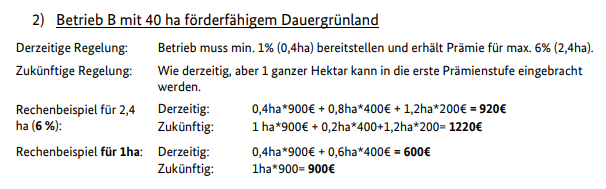 2) Betrieb B mit 40 ha förderfähigem Dauergrünland
Derzeitige Regelung: Betrieb muss min. 1% (0,4ha) bereitstellen und erhält Prämie für max. 6% (2,4ha).
Zukünftige Regelung: Wie derzeitig, aber 1 ganzer Hektar kann in die erste Prämienstufe eingebracht
werden.
Rechenbeispiel für 2,4 Derzeitig: 0,4ha*900€ + 0,8ha*400€ + 1,2ha*200€ = 920€
ha (6 %): Zukünftig: 1 ha*900€ + 0,2ha*400+1,2ha*200= 1220€
Rechenbeispiel für 1ha: Derzeitig: 0,4ha*900€ + 0,6ha*400€ = 600€
Zukünftig: 1ha*900= 900€